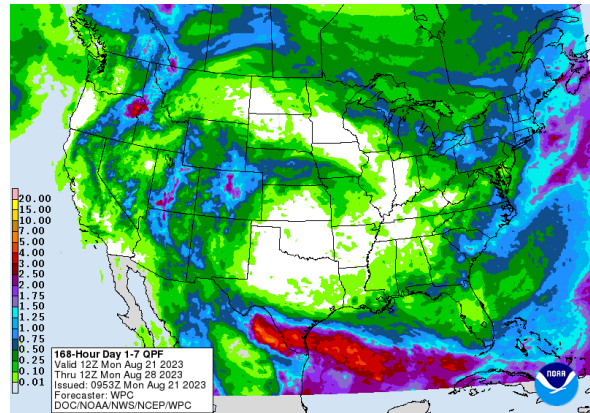 20.00
15.00
10.00
7.00
5.00
4.00
3.00
2.50
2.00
1.75
1.50
1.25
1.00
0.75
0.50
0.25
0.10
0.01
168-Hour Day 1-7 QPF
Valid 12Z Mon Aug 21 2023
Thru 12Z Mon Aug 28 2023
Issued: 0953Z Mon Aug 21 2023
Forecaster: WPC
DOC/NOAA/NWS/NCEP/WPC
NOAA